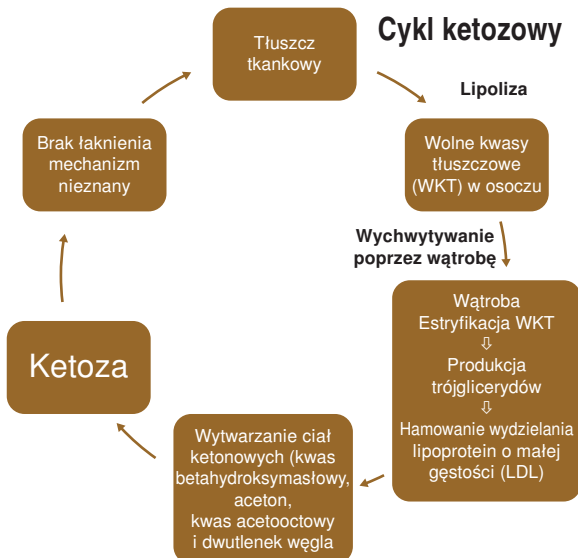 Cykl ketozowy
Tłuszcz
tkankowy
Lipoliza
Wolne kwasy
tłuszczowe
(WKT) w osoczu
Wychwytywanie
poprzez wątrobę
Wątroba
Estryfikacja WKT
⇩
Produkcja
trójglicerydów
⇩
Hamowanie wydzielania
lipoprotein o małej
gęstości (LDL)
Wytwarzanie ciał
ketonowych (kwas
betahydroksymasłowy,
aceton,
kwas acetooctowy
i dwutlenek węgla
Ketoza
Brak łaknienia
mechanizm
nieznany